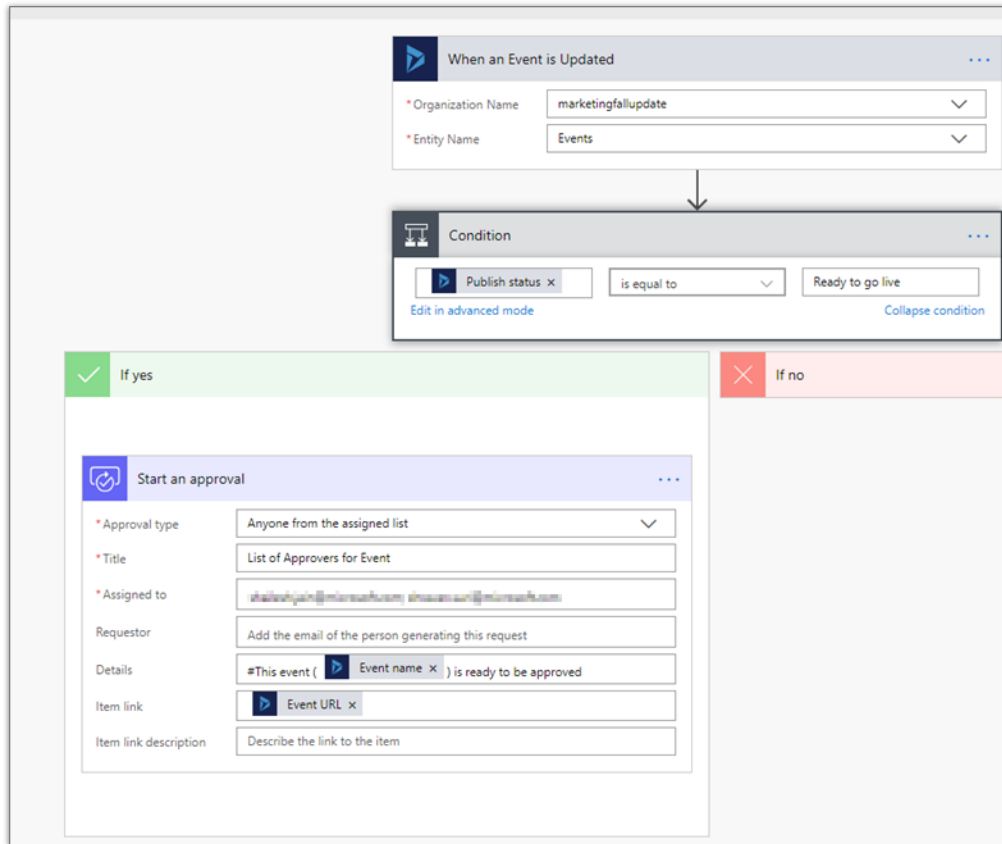 When an Event is Updated
...
*Organization Name marketingfallupdate
*Entity Name Events
Condition
...
Publish status × is equal to Ready to go live
Edit in advanced mode Collapse condition
If yes
If no
Start an approval
...
*Approval type Anyone from the assigned list
*Title List of Approvers for Event
*Assigned to
Requestor Add the email of the person generating this request
Details #This event ( Event name × ) is ready to be approved
Item link Event URL ×
Item link description Describe the link to the item